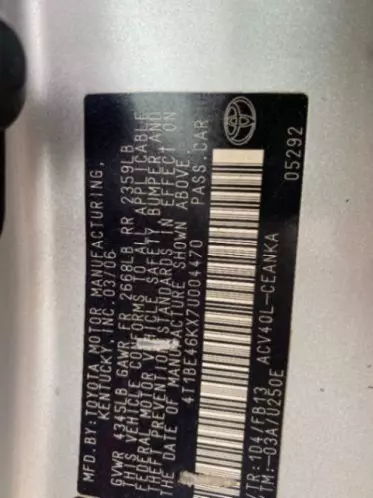 MFD.BY:TOYOTA MOTOR MANUFACTURING,
KENTUCKY, INC 03/06
GVWR 4345LB GAWR FR 2668LB RR 2359LB
THIS VEHICLE CONFORMS TO ALL APPLICABLE
FEDERAL MOTOR VEHICLE SAFETY BUMPER AND
THEFT PREVENTION STANDARDS IN EFFECT ON
THE DATE OF MANUFACTURE SHOWN ABOVE.
4T1BE46KX7U004470 PASS.CAR
/TR:1D4/FB13 ACV40L-CEANKA
TM:-03A/U250E 05292